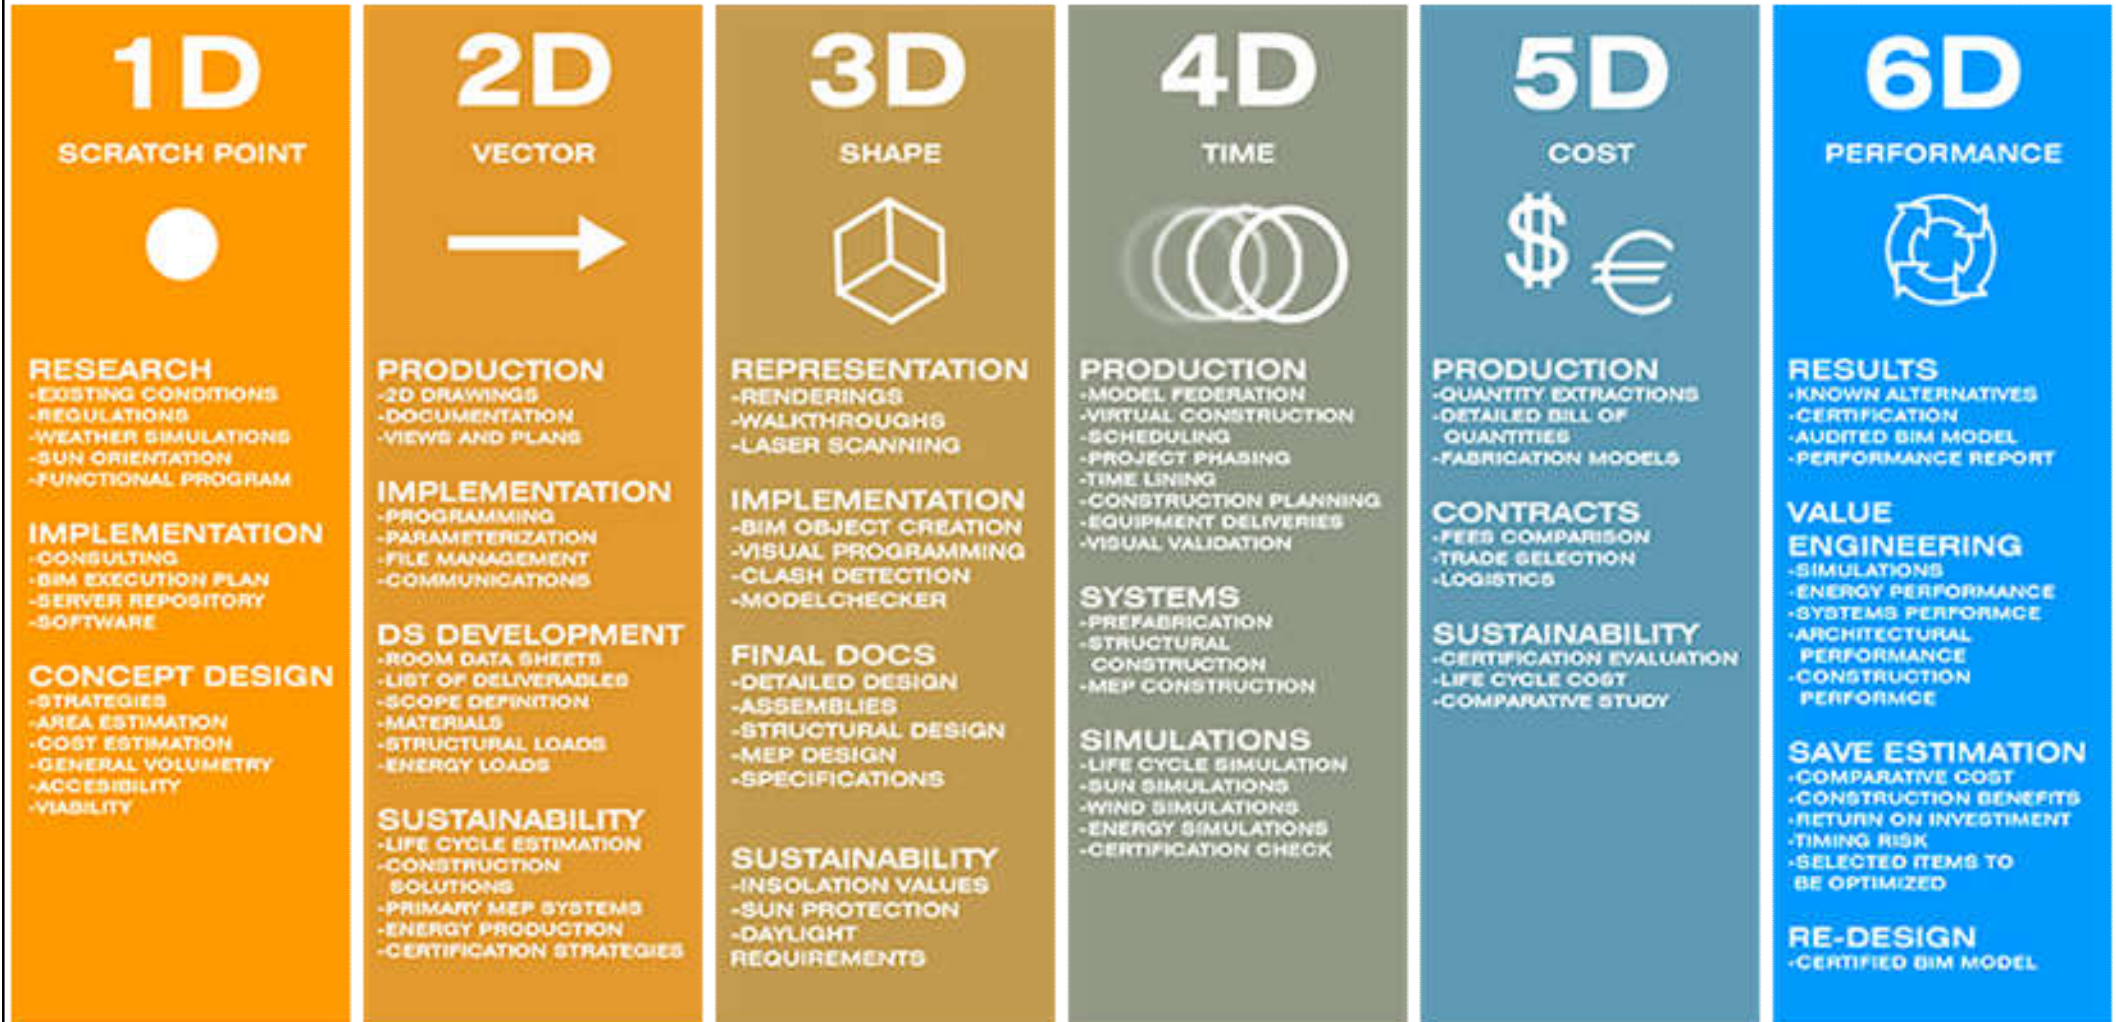 1D
SCRATCH POINT
RESEARCH
-EXISTING CONDITIONS
-REGULATIONS
-WEATHER SIMULATIONS
-SUN ORIENTATION
-FUNCTIONAL PROGRAM
IMPLEMENTATION
-CONSULTING
-BIM EXECUTION PLAN
-SERVER REPOSITORY
-SOFTWARE
CONCEPT DESIGN
-STRATEGIES
-AREA ESTIMATION
-COST ESTIMATION
-GENERAL VOLUMETRY
-ACCESIBILITY
-VIABILITY
2D
VECTOR
PRODUCTION
-2D DRAWINGS
-DOCUMENTATION
-VIEWS AND PLANS
IMPLEMENTATION
-PROGRAMMING
-PARAMETERIZATION
-FILE MANAGEMENT
-COMMUNICATIONS
DS DEVELOPMENT
-ROOM DATA SHEETS
-LIST OF DELIVERABLES
-SCOPE DEFINITION
-MATERIALS
-STRUCTURAL LOADS
-ENERGY LOADS
SUSTAINABILITY
-LIFE CYCLE ESTIMATION
-CONSTRUCTION
SOLUTIONS
-PRIMARY MEP SYSTEMS
-ENERGY PRODUCTION
-CERTIFICATION STRATEGIES
3D
SHAPE
REPRESENTATION
-RENDERINGS
-WALKTHROUGHS
-LASER SCANNING
IMPLEMENTATION
-BIM OBJECT CREATION
-VISUAL PROGRAMMING
-CLASH DETECTION
-MODELCHECKER
FINAL DOCS
-DETAILED DESIGN
-ASSEMBLIES
-STRUCTURAL DESIGN
-MEP DESIGN
-SPECIFICATIONS
SUSTAINABILITY
-INSOLATION VALUES
-SUN PROTECTION
-DAYLIGHT
REQUIREMENTS
4D
TIME
PRODUCTION
-MODEL FEDERATION
-VIRTUAL CONSTRUCTION
-SCHEDULING
-PROJECT PHASING
-TIME LINING
-CONSTRUCTION PLANNING
-EQUIPMENT DELIVERIES
-VISUAL VALIDATION
SYSTEMS
-PREFABRICATION
-STRUCTURAL
CONSTRUCTION
-MEP CONSTRUCTION
SIMULATIONS
-LIFE CYCLE SIMULATION
-SUN SIMULATIONS
-WIND SIMULATIONS
-ENERGY SIMULATIONS
-CERTIFICATION CHECK
5D
COST
$ €
PRODUCTION
-QUANTITY EXTRACTIONS
-DETAILED BILL OF
QUANTITIES
-FABRICATION MODELS
CONTRACTS
-FEES COMPARISON
-TRADE SELECTION
-LOGISTICS
SUSTAINABILITY
-CERTIFICATION EVALUATION
-LIFE CYCLE COST
-COMPARATIVE STUDY
6D
PERFORMANCE
RESULTS
-KNOWN ALTERNATIVES
-CERTIFICATION
-AUDITED BIM MODEL
-PERFORMANCE REPORT
VALUE
ENGINEERING
-SIMULATIONS
-ENERGY PERFORMANCE
-SYSTEMS PERFORMCE
-ARCHITECTURAL
PERFORMANCE
-CONSTRUCTION
PERFORMCE
SAVE ESTIMATION
-COMPARATIVE COST
-CONSTRUCTION BENEFITS
-RETURN ON INVESTIMENT
-TIMING RISK
-SELECTED ITEMS TO
BE OPTIMIZED
RE-DESIGN
-CERTIFIED BIM MODEL